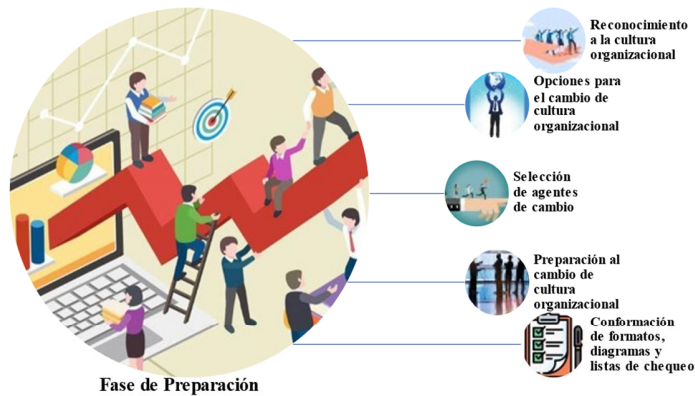 Reconocimiento
a la cultura
organizacional
Opciones para
el cambio de
cultura
organizacional
Selección
de agentes
de cambio
Preparación al
cambio de
cultura
organizacional
Conformación
de formatos,
diagramas y
listas de chequeo
Fase de Preparación